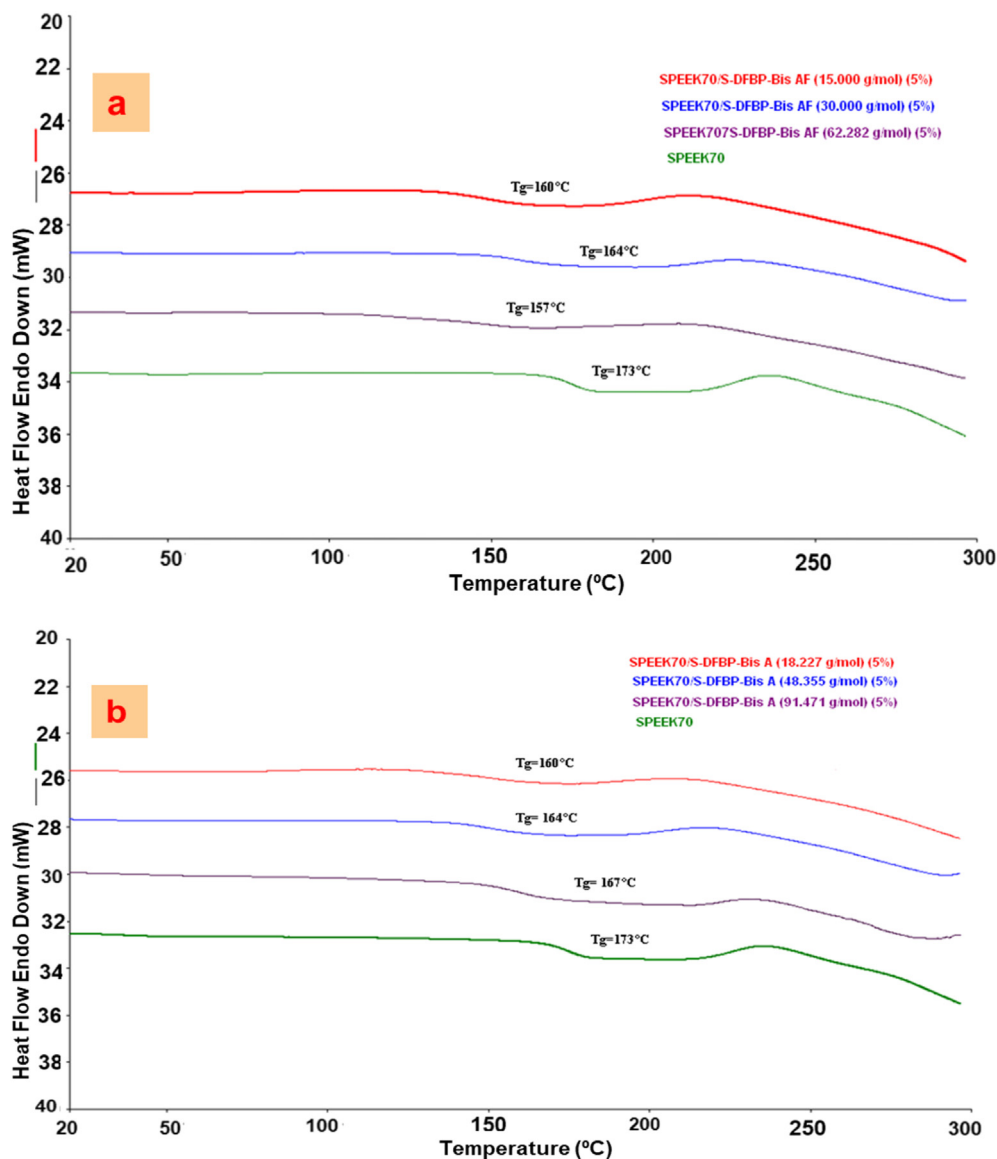 20
22
24
26
28
30
32
34
36
38
40
Heat Flow Endo Down (mW)
a
SPEEK70/S-DFBP-Bis AF (15.000 g/mol) (5%)
SPEEK70/S-DFBP-Bis AF (30.000 g/mol) (5%)
SPEEK707S-DFBP-Bis AF (62.282 g/mol) (5%)
SPEEK70
Tg=160°C
Tg=164°C
Tg=157°C
Tg=173°C
20 50 100 150 200 250 300
Temperature (ºC)
20
22
24
26
28
30
32
34
36
38
40
Heat Flow Endo Down (mW)
b
SPEEK70/S-DFBP-Bis A (18.227 g/mol) (5%)
SPEEK70/S-DFBP-Bis A (48.355 g/mol) (5%)
SPEEK70/S-DFBP-Bis A (91.471 g/mol) (5%)
SPEEK70
Tg=160°C
Tg= 164°C
Tg= 167°C
Tg=173°C
20 50 100 150 200 250 300
Temperature (ºC)